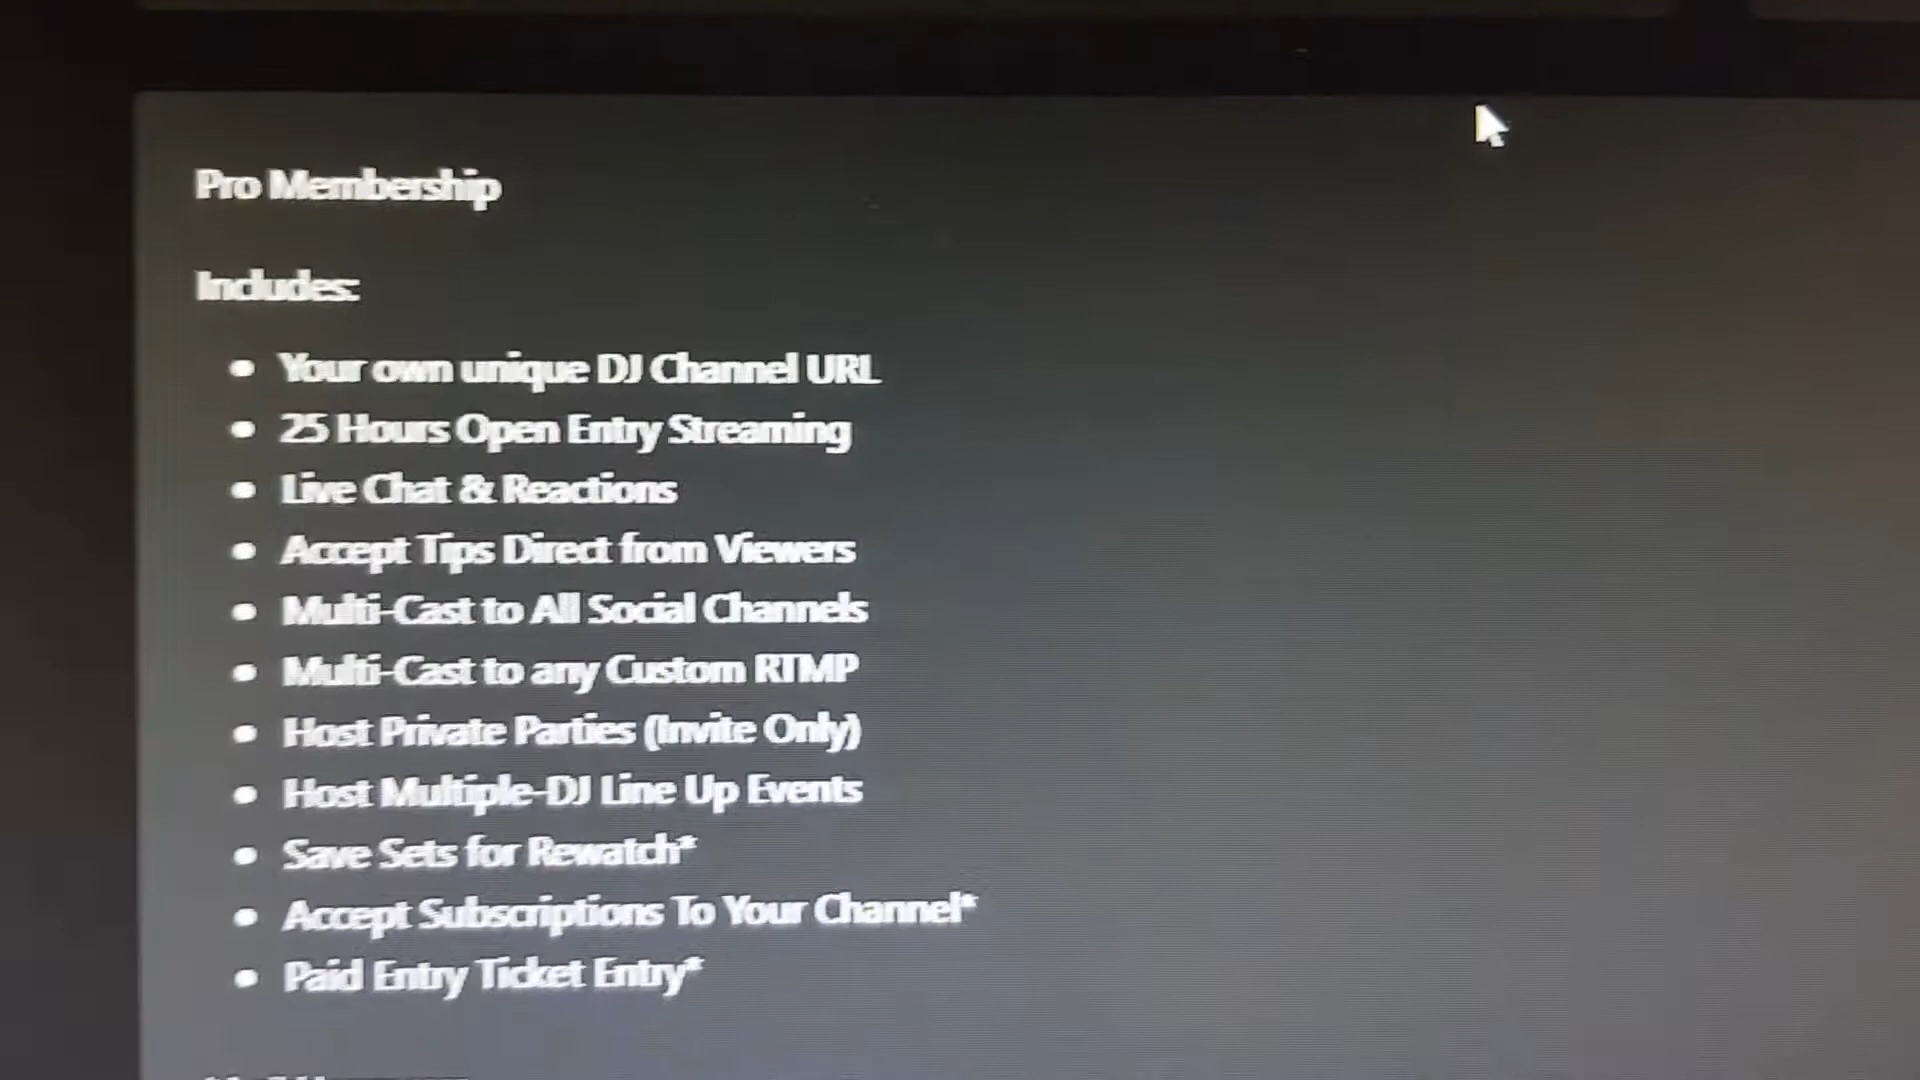 Pro Membership
Includes:
Your own unique DJ Channel URL
25 Hours Open Entry Streaming
Live Chat & Reactions
Accept Tips Direct from Viewers
Multi-Cast to All Social Channels
Multi-Cast to any Custom RTMP
Host Private Parties (Invite Only)
Host Multiple-DJ Line Up Events
Save Sets for Rewatch*
Accept Subscriptions To Your Channel*
Paid Entry Ticket Entry*